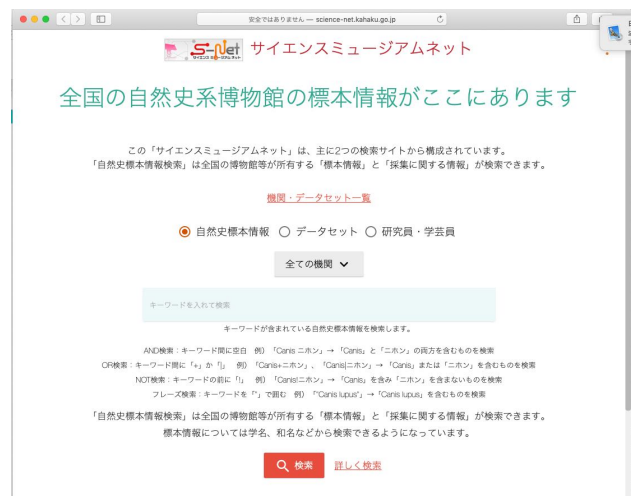 安全ではありません — science-net.kahaku.go.jp
S-Net サイエンスミュージアムネット
全国の自然史系博物館の標本情報がここにあります
この「サイエンスミュージアムネット」は、主に2つの検索サイトから構成されています。
「自然史標本情報検索」は全国の博物館等が所有する「標本情報」と「採集に関する情報」が検索できます。
機関・データセット一覧
自然史標本情報 データセット 研究員・学芸員
全ての機関
キーワードを入れて検索
キーワードが含まれている自然史標本情報を検索します。
AND検索：キーワード間に空白 例）「Canis ニホン」→「Canis」と「ニホン」の両方を含むものを検索
OR検索：キーワード間に「+」か「|」 例）「Canis+ニホン」、「Canis|ニホン」→「Canis」または「ニホン」を含むものを検索
NOT検索：キーワードの前に「!」 例）「Canis!ニホン」→「Canis」を含み「ニホン」を含まないものを検索
フレーズ検索：キーワードを「"」で囲む 例）「"Canis lupus"」→「Canis lupus」を含むものを検索
「自然史標本情報検索」は全国の博物館等が所有する「標本情報」と「採集に関する情報」が検索できます。
標本情報については学名、和名などから検索できるようになっています。
検索 詳しく検索